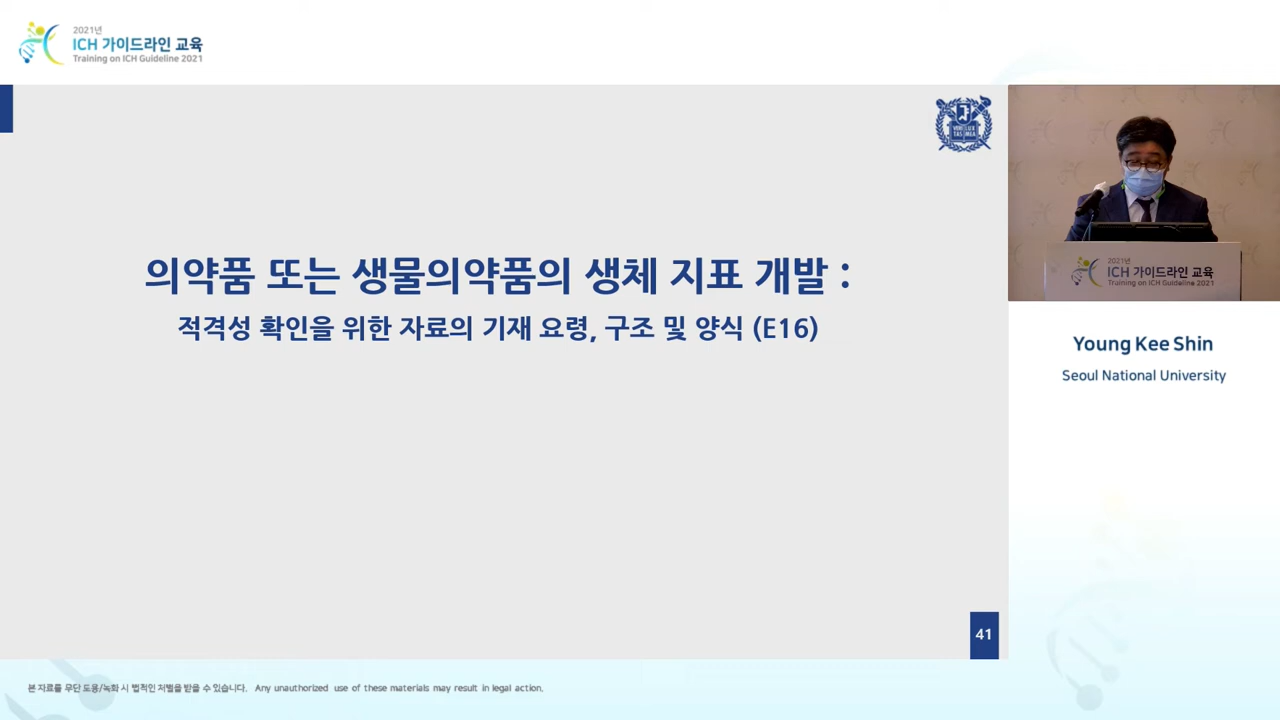 2021년
ICH 가이드라인 교육
Training on ICH Guideline 2021
의약품 또는 생물의약품의 생체 지표 개발 :
적격성 확인을 위한 자료의 기재 요령, 구조 및 양식 (E16)
VERI LUX
TAS MEA
2021년
ICH 가이드라인 교육
Training on ICH Guideline 2021
Young Kee Shin
Seoul National University
41
본 자료를 무단 도용/녹화 시 법적인 처벌을 받을 수 있습니다. Any unauthorized use of these materials may result in legal action.